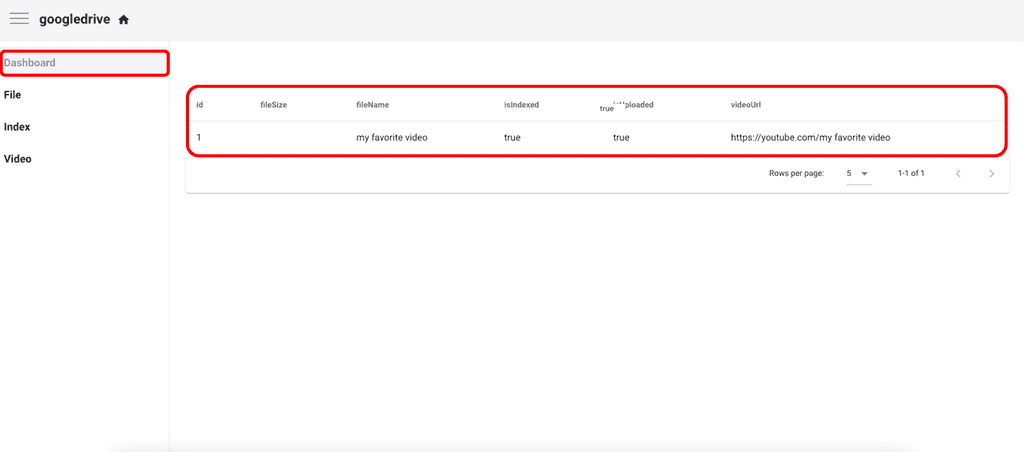 googledrive
Dashboard
File
Index
Video
id fileSize fileName isIndexed true ploaded videoUrl
1 my favorite video true true https://youtube.com/my favorite video
Rows per page: 5 1-1 of 1